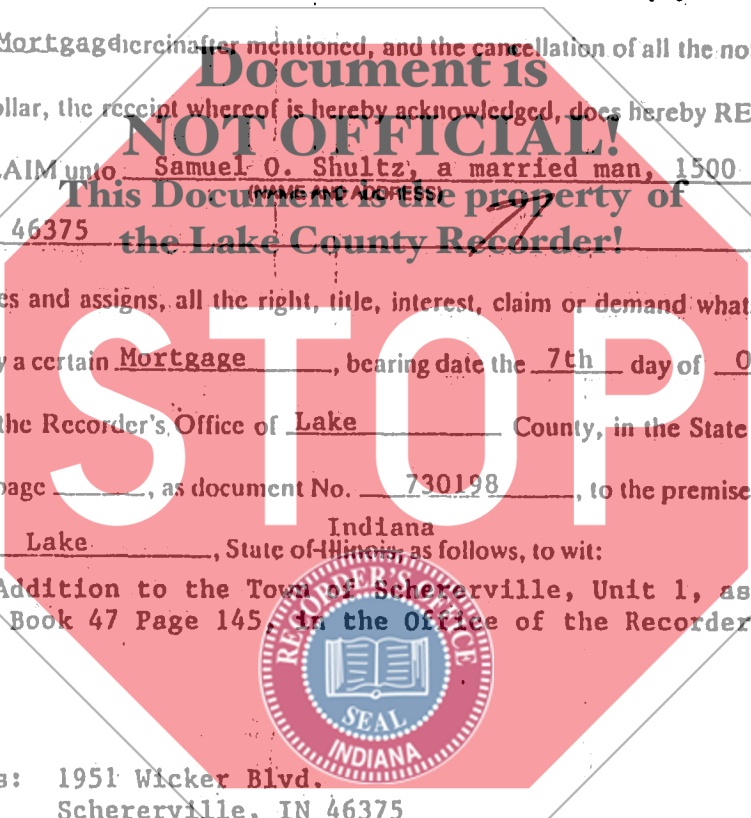 Mortgage hereinafter mentioned, and the cancellation of all the no
Document is
ollar, the receipt whereof is hereby acknowledged, does hereby RE
NOT OFFICIAL!
AIM unto Samuel O. Shultz, a married man, 1500
(NAME AND ADDRESS)
This Document is the property of
46375
the Lake County Recorder!
es and assigns, all the right, title, interest, claim or demand what
STOP
y a certain Mortgage, bearing date the 7th day of O
the Recorder's Office of Lake County, in the State
page ______, as document No. 730198, to the premise
Indiana
Lake, State of Illinois, as follows, to wit:
Addition to the Town of Schererville, Unit 1, as
Book 47 Page 145, in the Office of the Recorder
RECORDER'S OFFICE
SEAL
INDIANA
s: 1951 Wicker Blvd.
Schererville, IN 46375